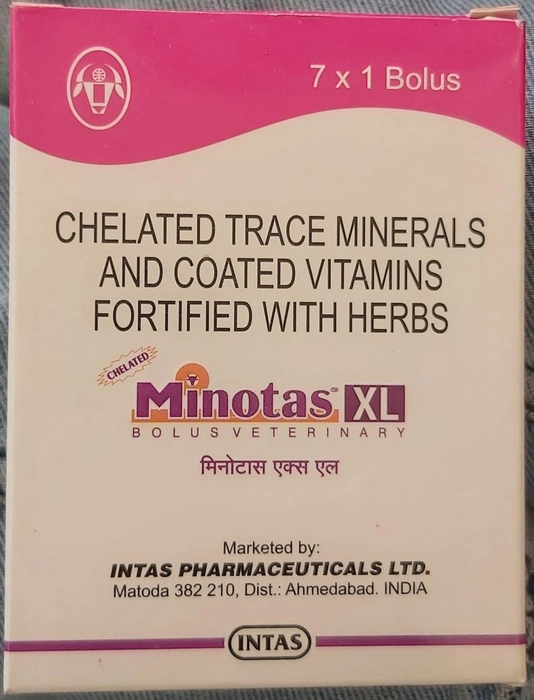 7 x 1 Bolus
CHELATED TRACE MINERALS
AND COATED VITAMINS
FORTIFIED WITH HERBS
CHELATED
Minotas™ XL
BOLUS VETERINARY
मिनोटास एक्स एल
Marketed by:
INTAS PHARMACEUTICALS LTD.
Matoda 382 210, Dist.: Ahmedabad. INDIA
INTAS